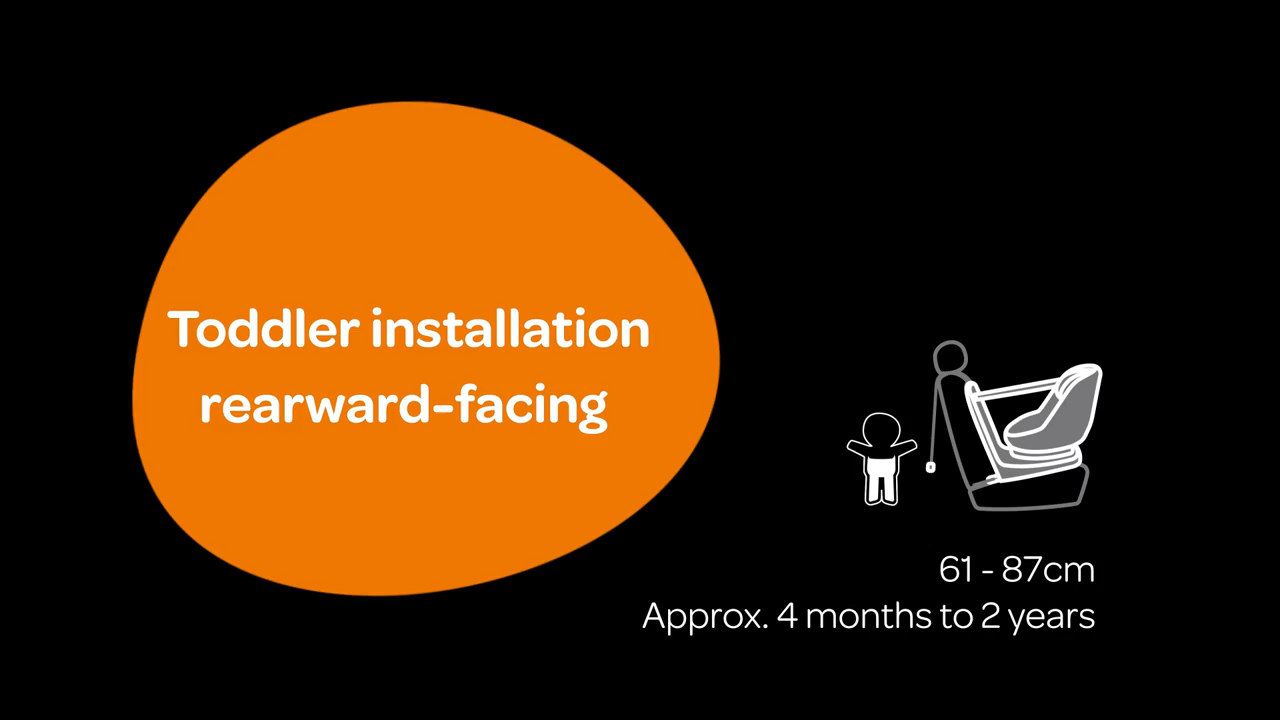 Toddler installation
rearward-facing
61 - 87cm
Approx. 4 months to 2 years